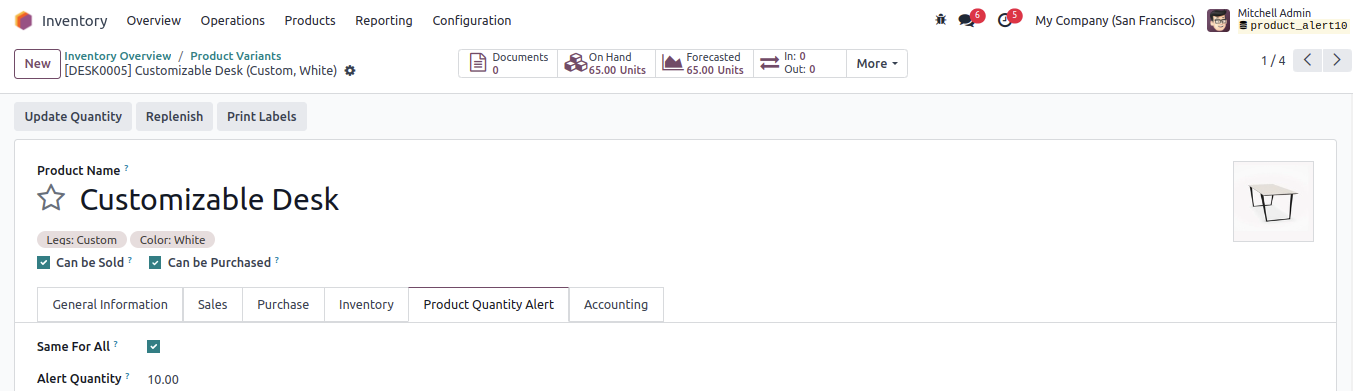 Inventory Overview Operations Products Reporting Configuration 6 5 My Company (San Francisco) Mitchell Admin
product_alert10
New Inventory Overview / Product Variants
[DESK0005] Customizable Desk (Custom, White)
Documents
0
On Hand
65.00 Units
Forecasted
65.00 Units
In: 0
Out: 0
More
1 / 4
Update Quantity Replenish Print Labels
Product Name ?
Customizable Desk
Legs: Custom Color: White
Can be Sold ? Can be Purchased ?
General Information Sales Purchase Inventory Product Quantity Alert Accounting
Same For All ?
Alert Quantity ? 10.00